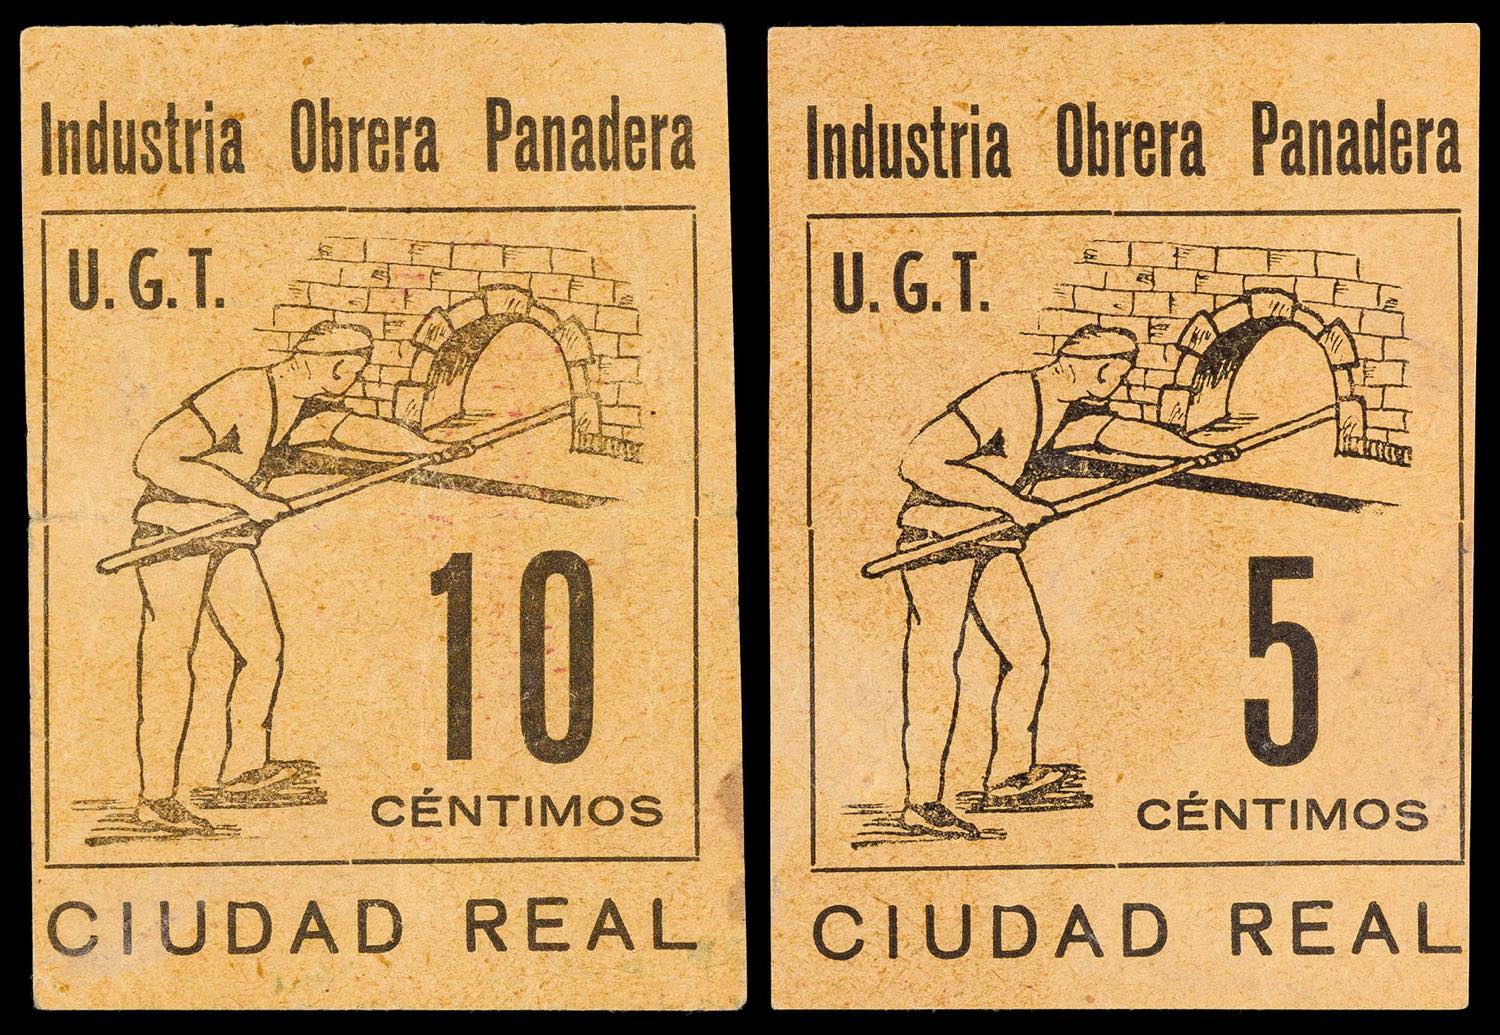 Industria Obrera Panadera
U.G.T.
10
CÉNTIMOS
CIUDAD REAL
Industria Obrera Panadera
U.G.T.
5
CÉNTIMOS
CIUDAD REAL